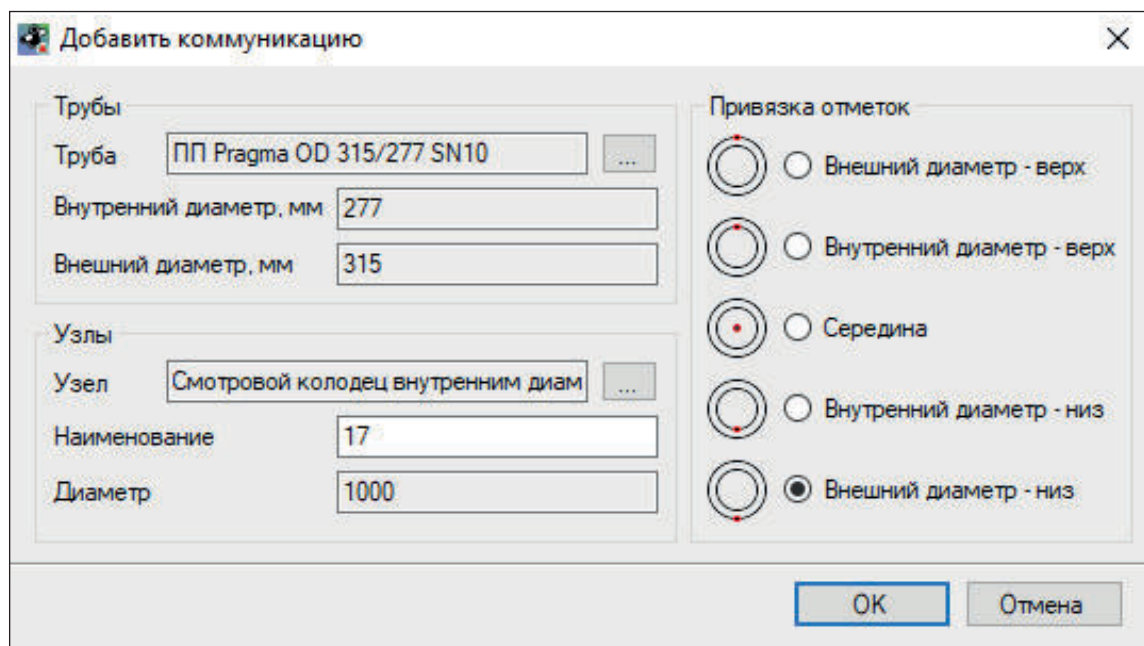 Добавить коммуникацию
Трубы
Труба ПП Pragma OD 315/277 SN10 ...
Внутренний диаметр, мм 277
Внешний диаметр, мм 315
Узлы
Узел Смотровой колодец внутренним диам ...
Наименование 17
Диаметр 1000
Привязка отметок
Внешний диаметр - верх
Внутренний диаметр - верх
Середина
Внутренний диаметр - низ
Внешний диаметр - низ
OK Отмена